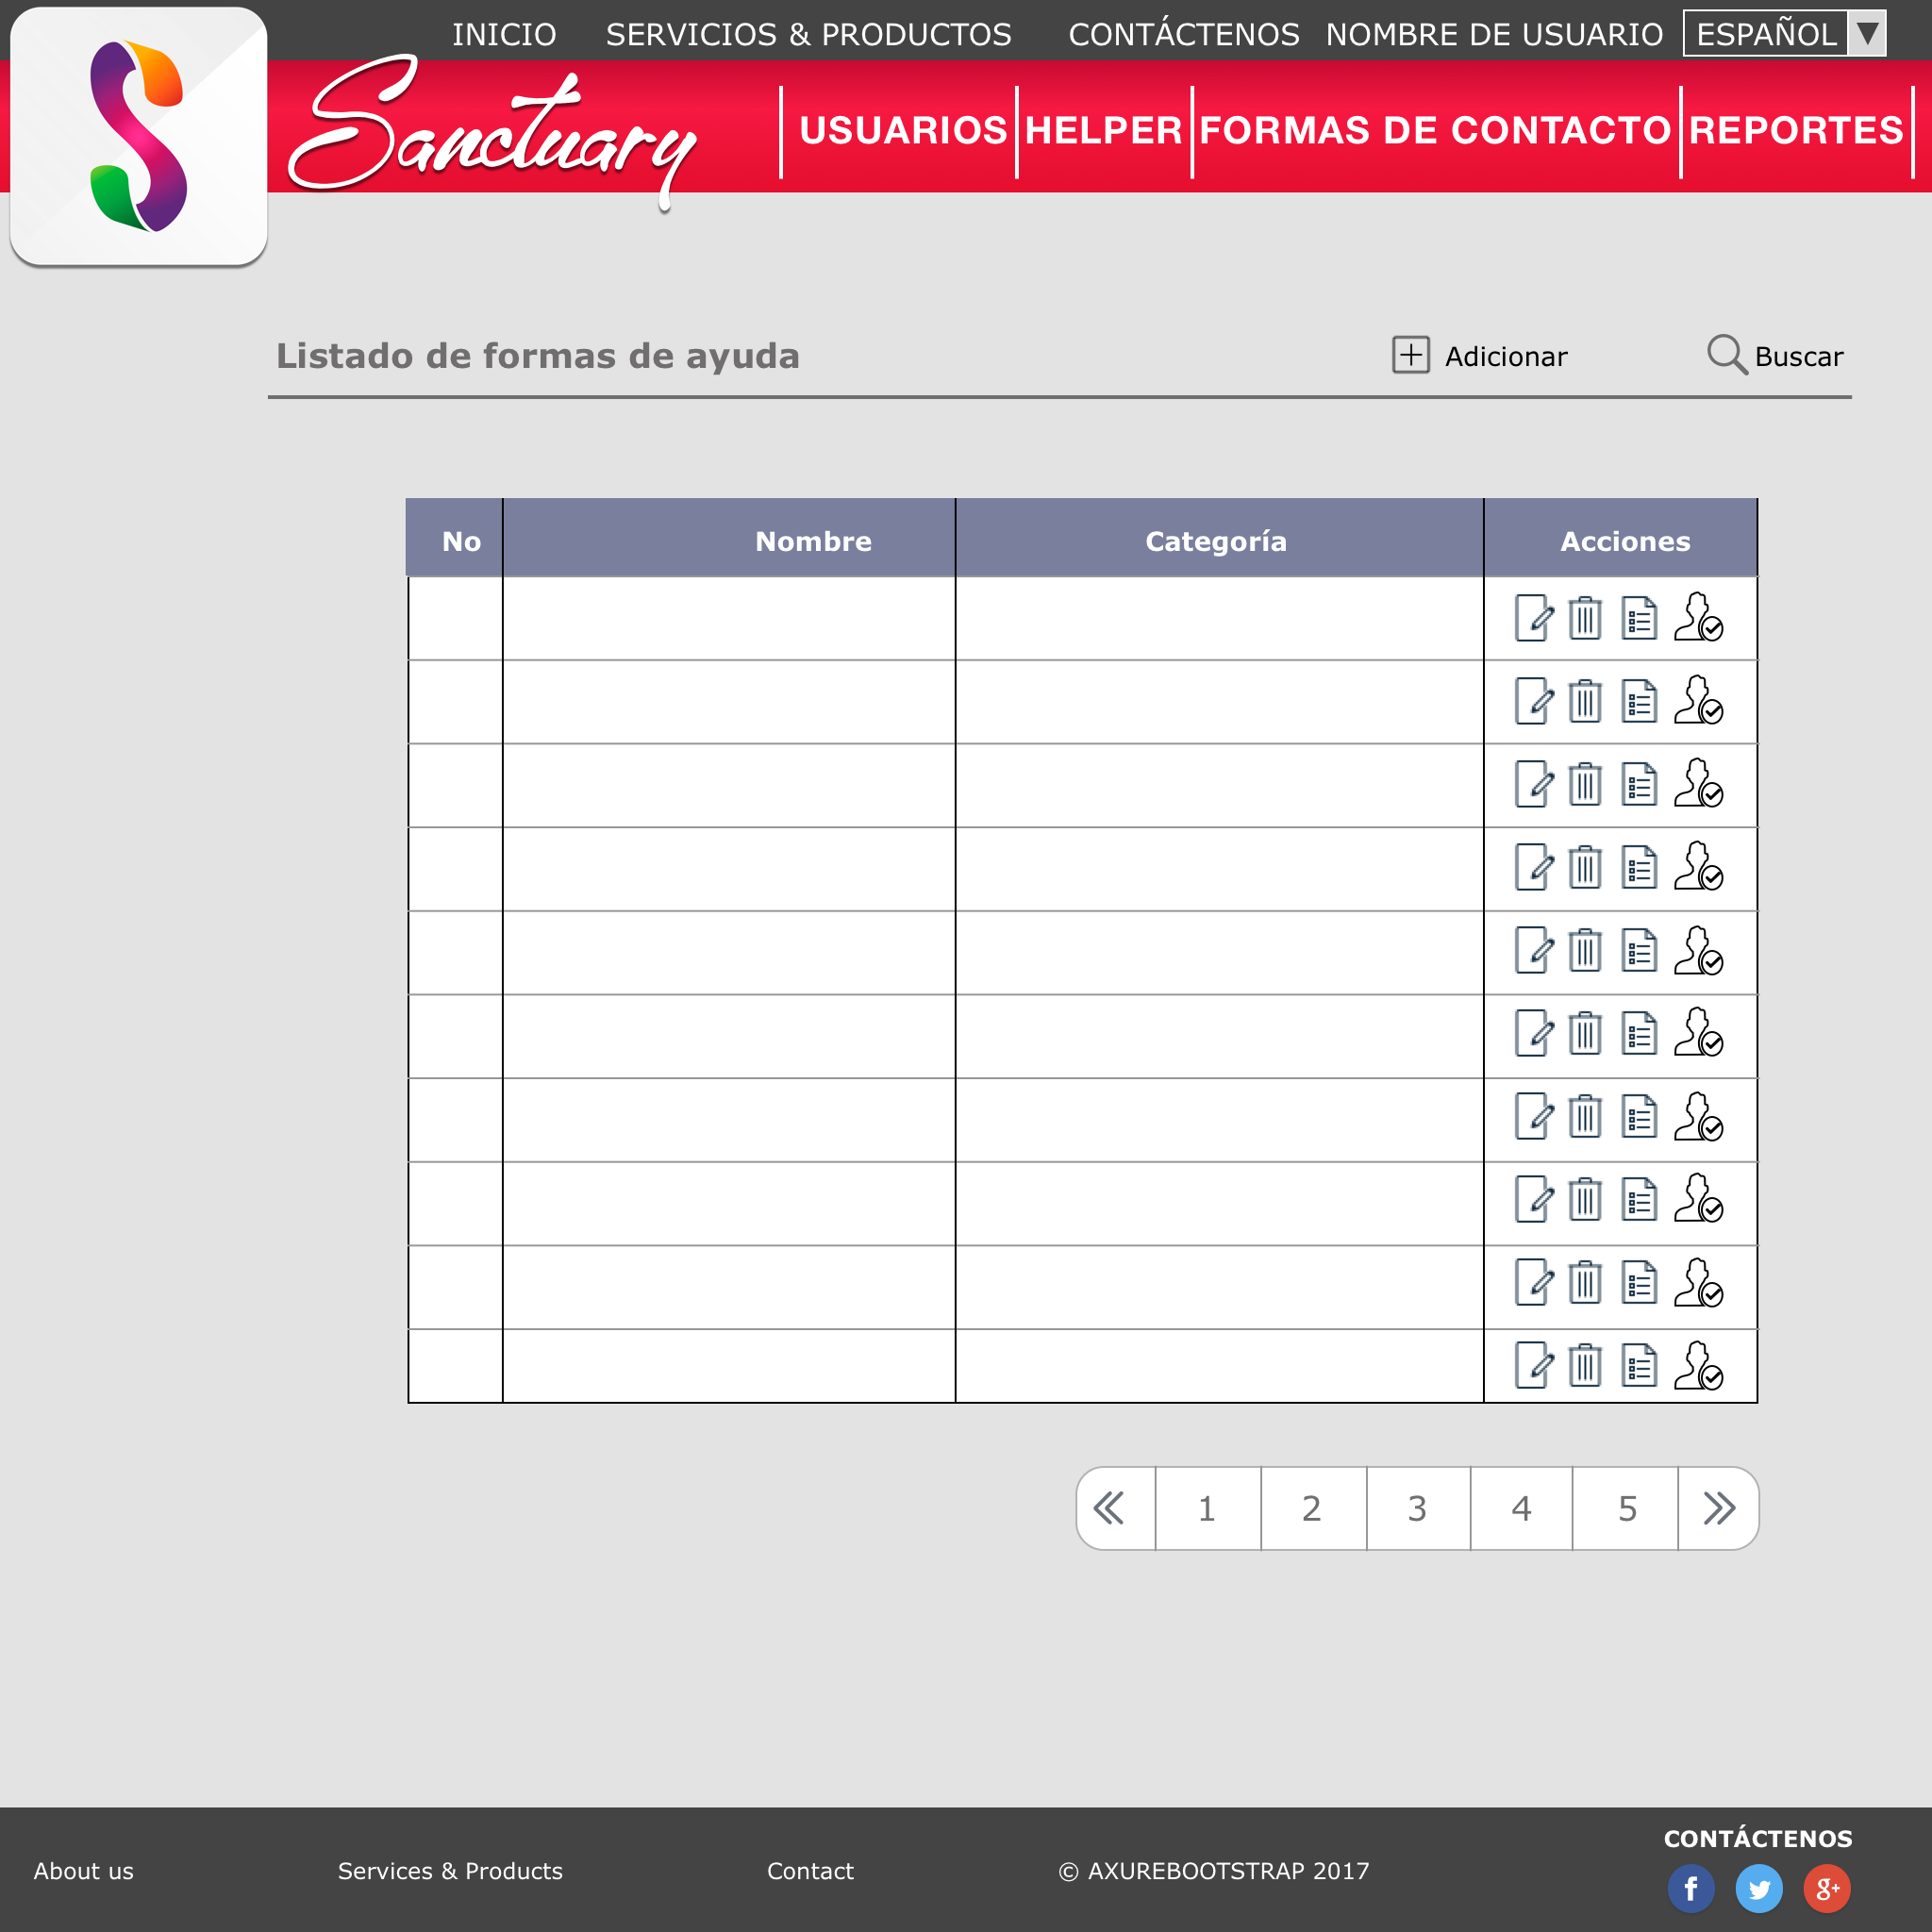 INICIO SERVICIOS & PRODUCTOS CONTÁCTENOS NOMBRE DE USUARIO ESPAÑOL
Sanctuary
USUARIOS HELPER FORMAS DE CONTACTO REPORTES
Listado de formas de ayuda Adicionar Buscar
No Nombre Categoría Acciones
1 2 3 4 5
CONTÁCTENOS
About us Services & Products Contact © AXUREBOOTSTRAP 2017
f g+